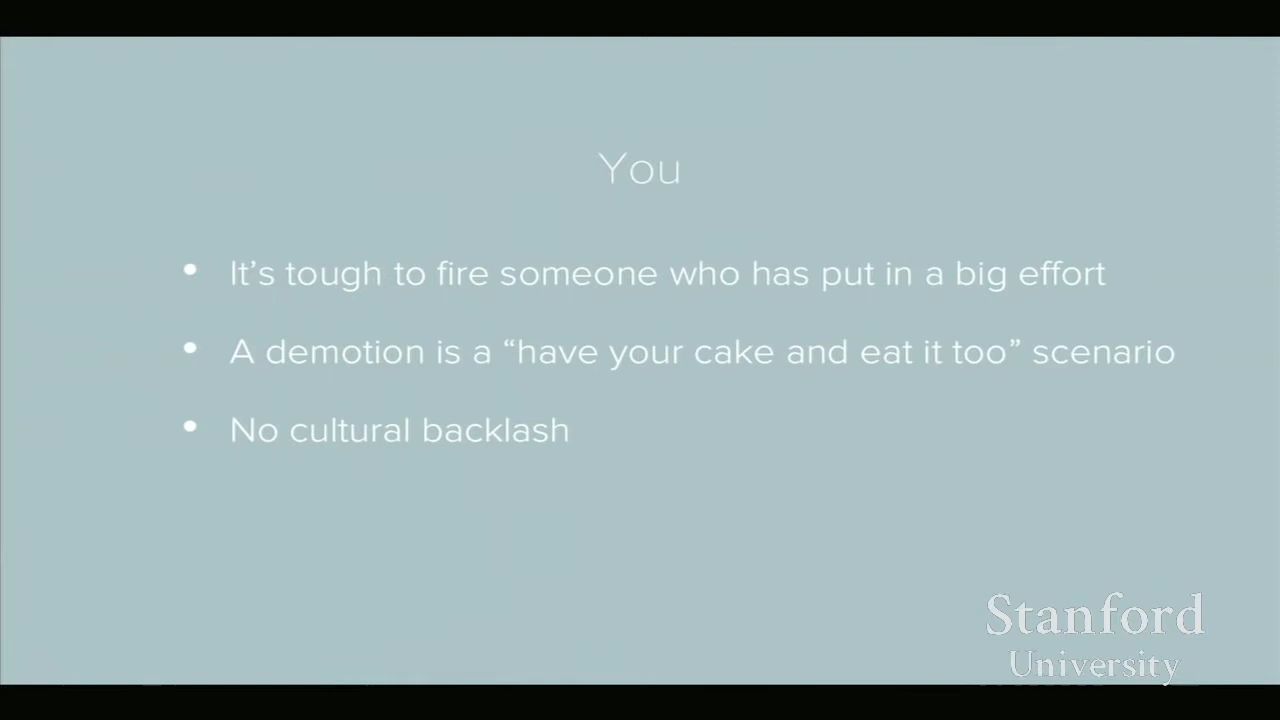 You
• It’s tough to fire someone who has put in a big effort
• A demotion is a “have your cake and eat it too” scenario
• No cultural backlash
Stanford
University